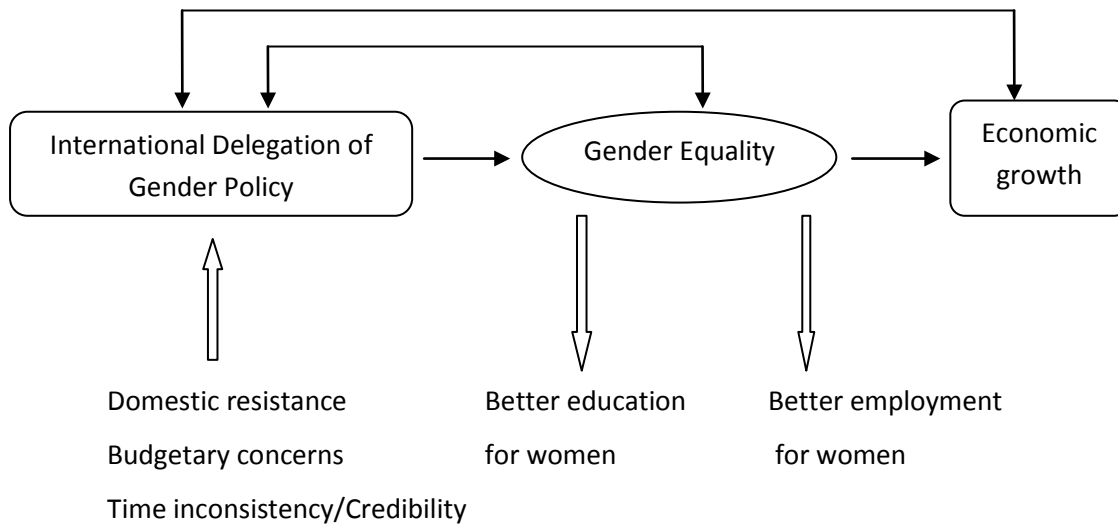 International Delegation of
Gender Policy
Gender Equality
Economic
growth
Domestic resistance
Budgetary concerns
Time inconsistency/Credibility
Better education
for women
Better employment
for women